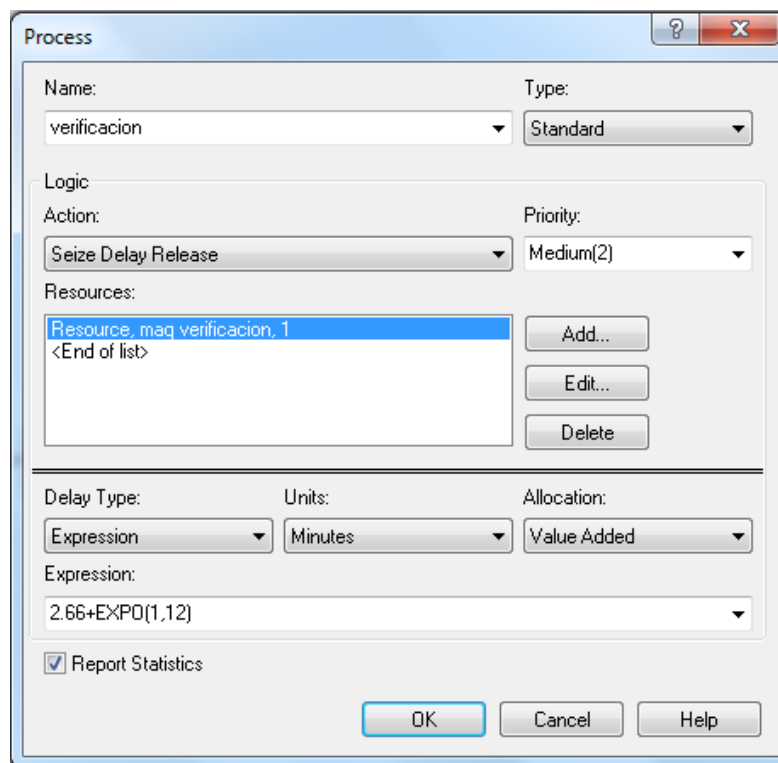 Process
Name:
Type:
verificacion
Standard
Logic
Action:
Priority:
Seize Delay Release
Medium(2)
Resources:
Resource, maq verificacion, 1
<End of list>
Add...
Edit...
Delete
Delay Type:
Units:
Allocation:
Expression
Minutes
Value Added
Expression:
2.66+EXPO(1,12)
Report Statistics
OK
Cancel
Help